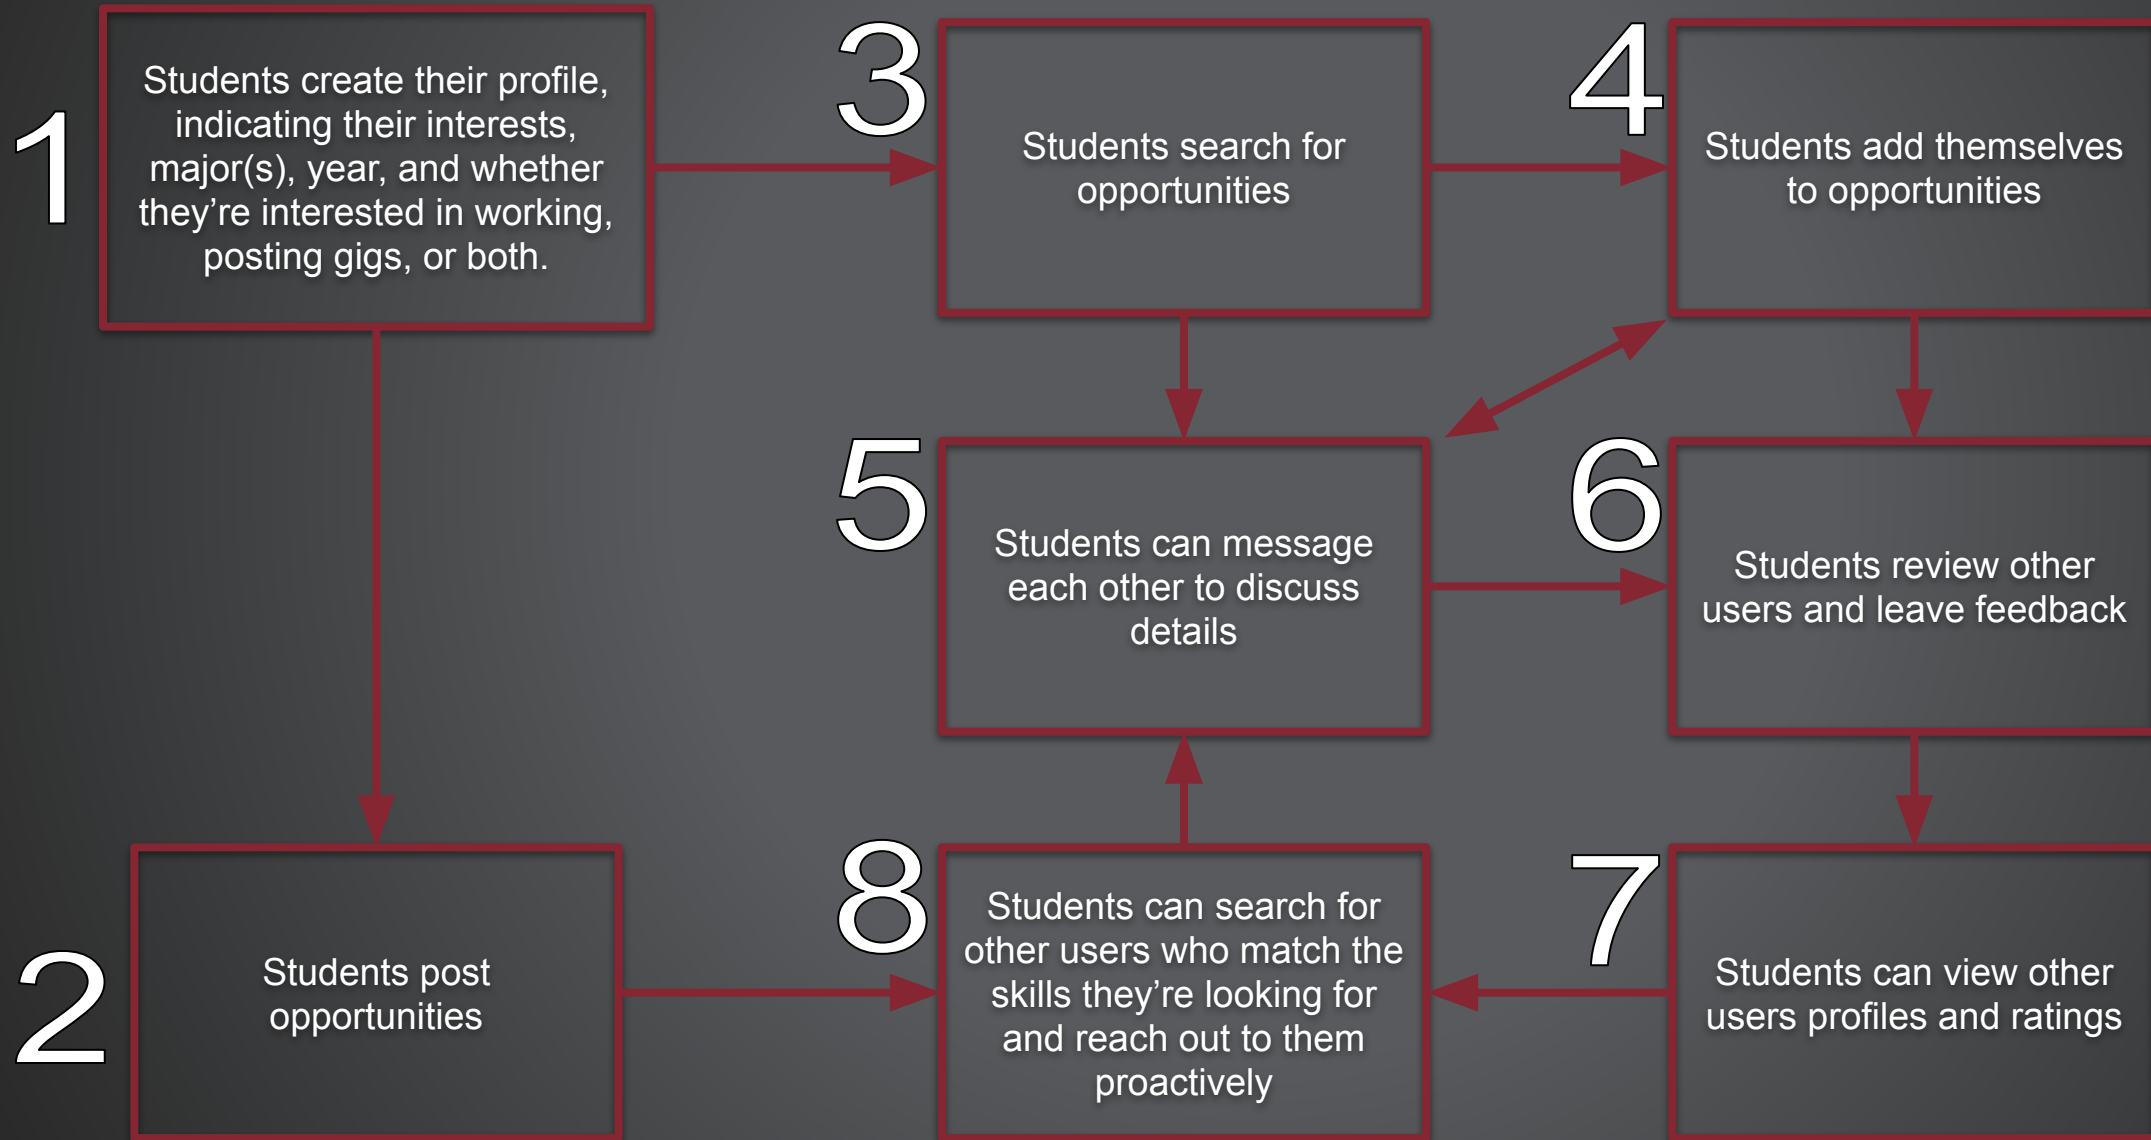 1
Students create their profile,
indicating their interests,
major(s), year, and whether
they’re interested in working,
posting gigs, or both.
3
Students search for
opportunities
4
Students add themselves
to opportunities
5
Students can message
each other to discuss
details
6
Students review other
users and leave feedback
2
Students post
opportunities
8
Students can search for
other users who match the
skills they’re looking for
and reach out to them
proactively
7
Students can view other
users profiles and ratings